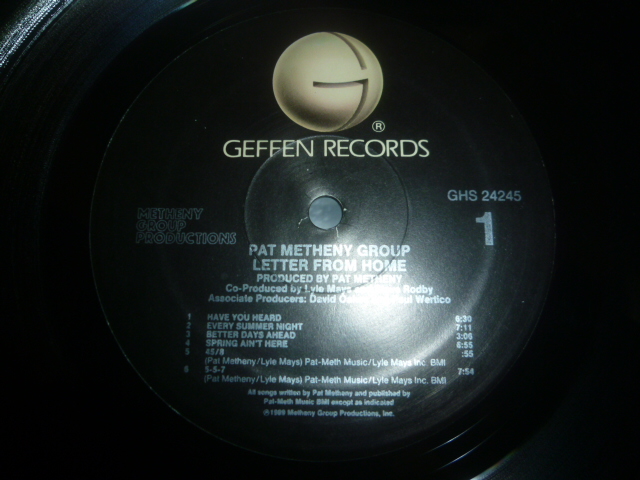 G
®
GEFFEN RECORDS
GHS 24245
1
METHENY
GROUP
PRODUCTIONS
PAT METHENY GROUP
LETTER FROM HOME
PRODUCED BY PAT METHENY
Co-Produced by Lyle Mays and Rodby
Associate Producers: David Wertico
1 HAVE YOU HEARD 6:30
2 EVERY SUMMER NIGHT 7:11
3 BETTER DAYS AHEAD 3:06
4 SPRING AIN'T HERE 6:55
5 45/8 :55
(Pat Metheny/Lyle Mays) Pat-Meth Music/Lyle Mays Inc. BMI
6 5-5-7 7:54
(Pat Metheny/Lyle Mays) Pat-Meth Music/Lyle Mays Inc. BMI
All songs written by Pat Metheny and published by
Pat-Meth Music BMI except as indicated
℗1989 Metheny Group Productions, Inc.